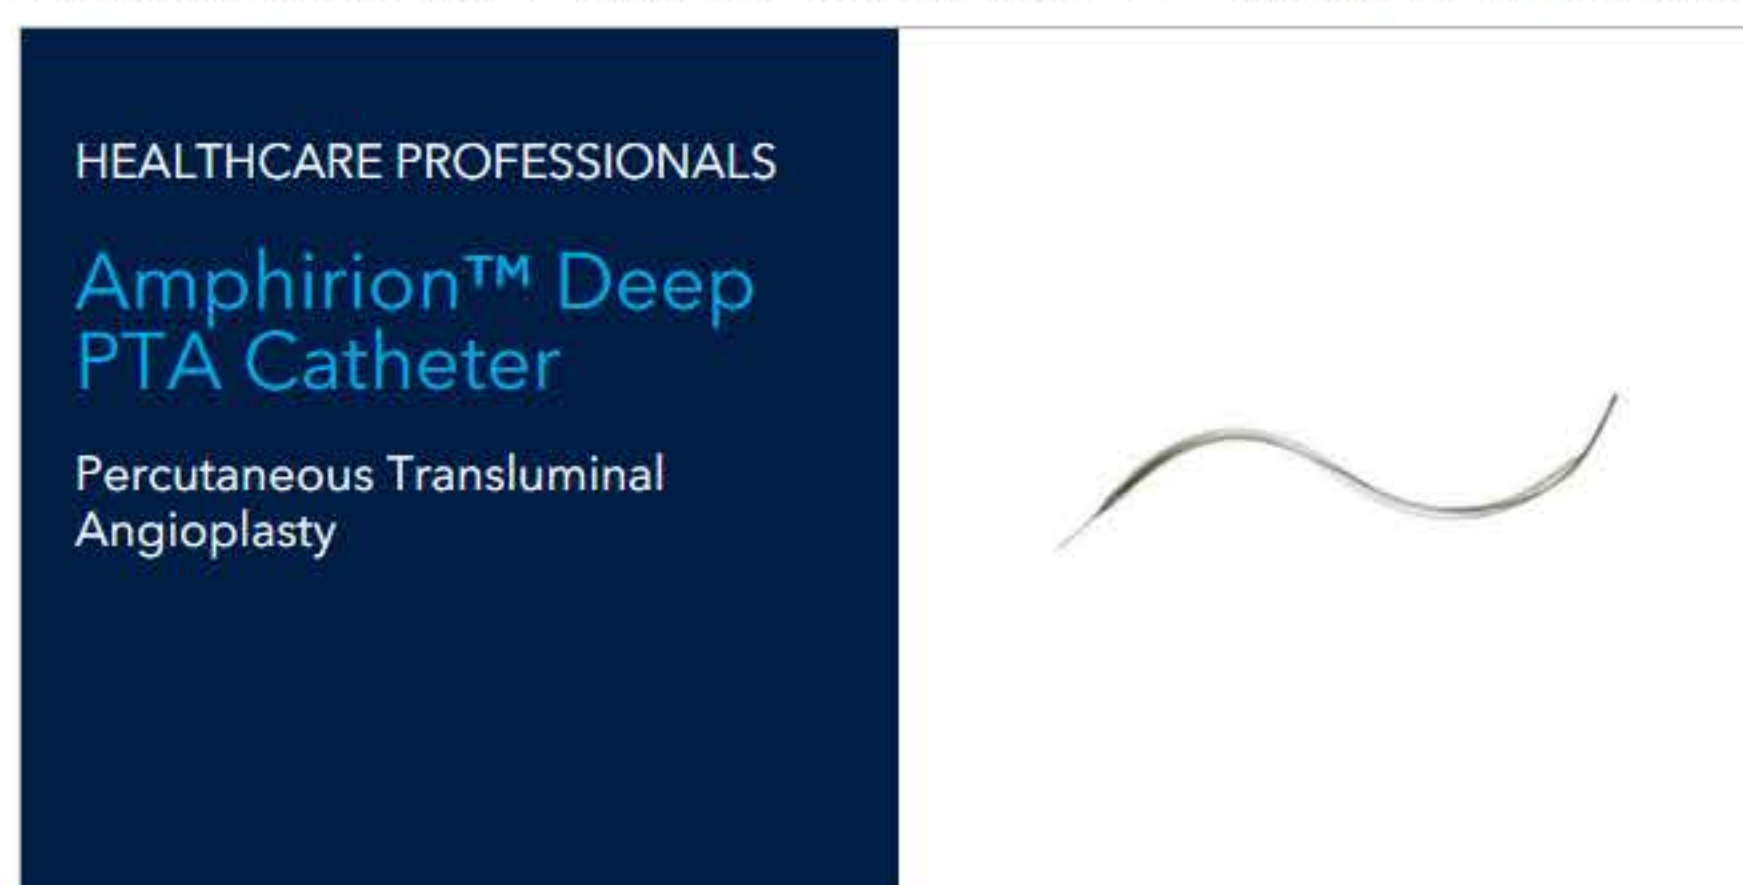 HEALTHCARE PROFESSIONALS
Amphirion™ Deep
PTA Catheter
Percutaneous Transluminal
Angioplasty